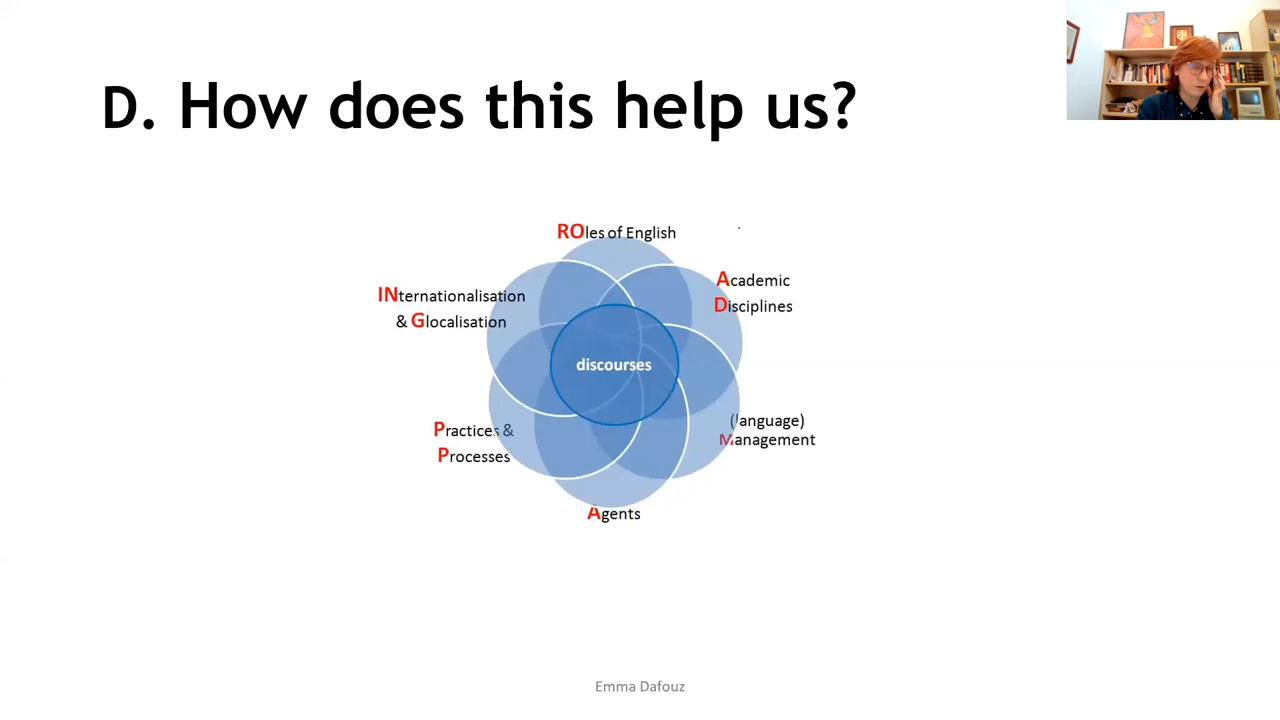 D. How does this help us?
ROles of English
Academic
Disciplines
INternationalisation
& Glocalisation
discourses
(language)
Management
Practices &
Processes
Agents
Emma Dafouz